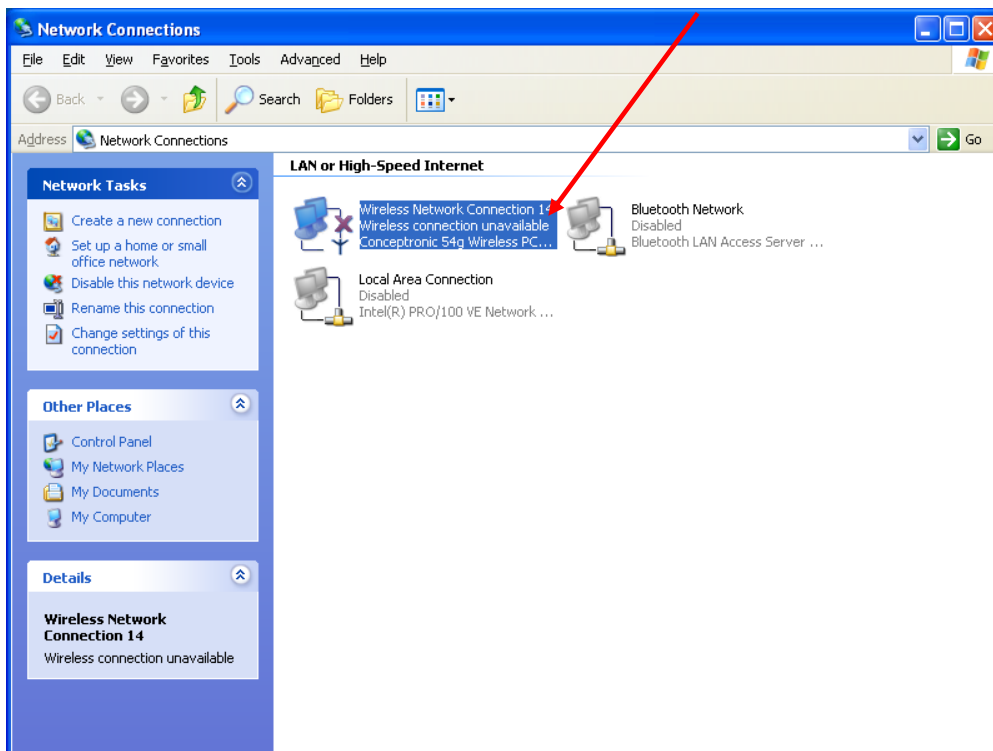 Network Connections
File Edit View Favorites Tools Advanced Help
Back Search Folders
Address Network Connections Go
Network Tasks
Create a new connection
Set up a home or small
office network
Disable this network device
Rename this connection
Change settings of this
connection
Other Places
Control Panel
My Network Places
My Documents
My Computer
Details
Wireless Network
Connection 14
Wireless connection unavailable
LAN or High-Speed Internet
Wireless Network Connection 14
Wireless connection unavailable
Conceptronic 54g Wireless PC...
Bluetooth Network
Disabled
Bluetooth LAN Access Server ...
Local Area Connection
Disabled
Intel(R) PRO/100 VE Network ...